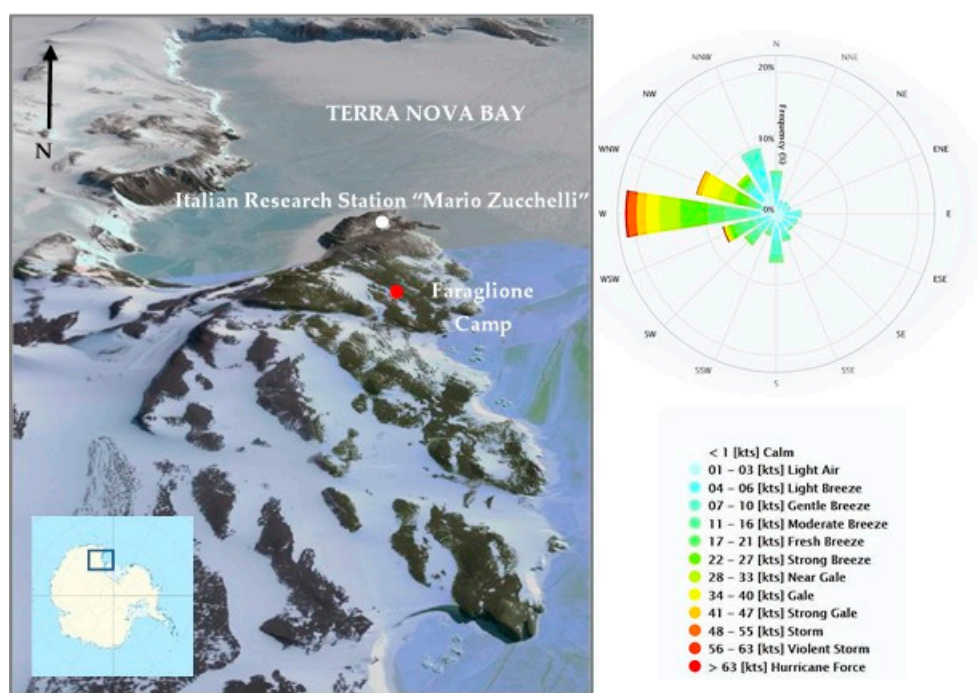 TERRA NOVA BAY
N
Italian Research Station “Mario Zucchelli”
Faraglione
Camp
N
NNE
NE
ENE
E
ESE
SE
SSE
S
SSW
SW
WSW
W
WNW
NW
NNW
20%
10%
0%
Frequency (%)
< 1 [kts] Calm
01 – 03 [kts] Light Air
04 – 06 [kts] Light Breeze
07 – 10 [kts] Gentle Breeze
11 – 16 [kts] Moderate Breeze
17 – 21 [kts] Fresh Breeze
22 – 27 [kts] Strong Breeze
28 – 33 [kts] Near Gale
34 – 40 [kts] Gale
41 – 47 [kts] Strong Gale
48 – 55 [kts] Storm
56 – 63 [kts] Violent Storm
> 63 [kts] Hurricane Force